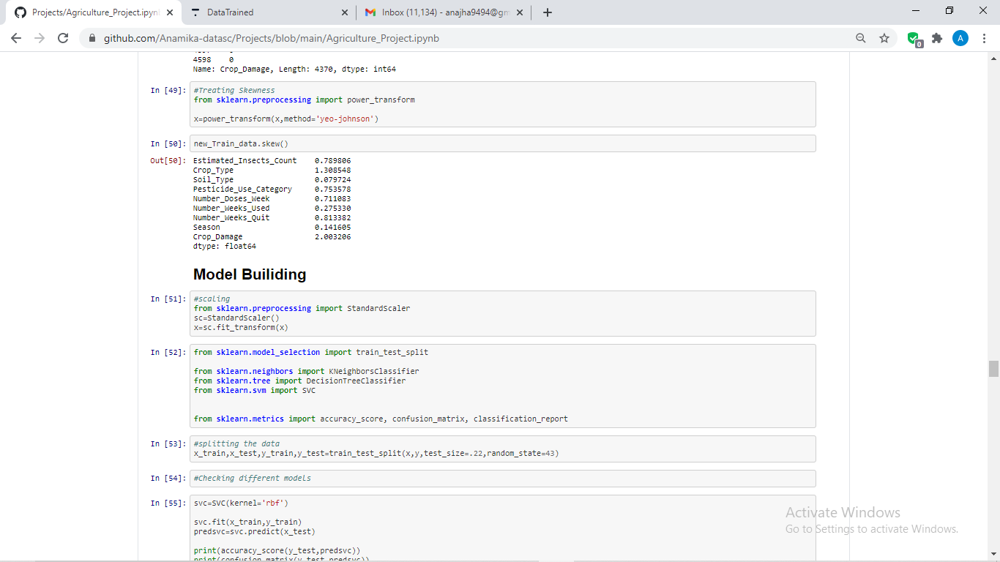 Projects/Agriculture_Project.ipyn
DataTrained
Inbox (11,134) - anajha9494@gm
github.com/Anamika-datasc/Projects/blob/main/Agriculture_Project.ipynb
0
A
4598    0
Name: Crop_Damage, Length: 4370, dtype: int64
In [49]: #Treating Skewness
from sklearn.preprocessing import power_transform
x=power_transform(x,method='yeo-johnson')
In [50]: new_Train_data.skew()
Out[50]: Estimated_Insects_Count    0.789806
Crop_Type    1.308548
Soil_Type    0.079724
Pesticide_Use_Category    0.753578
Number_Doses_Week    0.711083
Number_Weeks_Used    0.275330
Number_Weeks_Quit    0.813382
Season    0.141605
Crop_Damage    2.003206
dtype: float64
Model Builiding
In [51]: #scaling
from sklearn.preprocessing import StandardScaler
sc=StandardScaler()
x=sc.fit_transform(x)
In [52]: from sklearn.model_selection import train_test_split
from sklearn.neighbors import KNeighborsClassifier
from sklearn.tree import DecisionTreeClassifier
from sklearn.svm import SVC
from sklearn.metrics import accuracy_score, confusion_matrix, classification_report
In [53]: #splitting the data
x_train,x_test,y_train,y_test=train_test_split(x,y,test_size=.22,random_state=43)
In [54]: #Checking different models
In [55]: svc=SVC(kernel='rbf')
svc.fit(x_train,y_train)
predsvc=svc.predict(x_test)
print(accuracy_score(y_test,predsvc))
print(confusion_matrix(y_test,predsvc))
Activate Windows
Go to Settings to activate Windows.